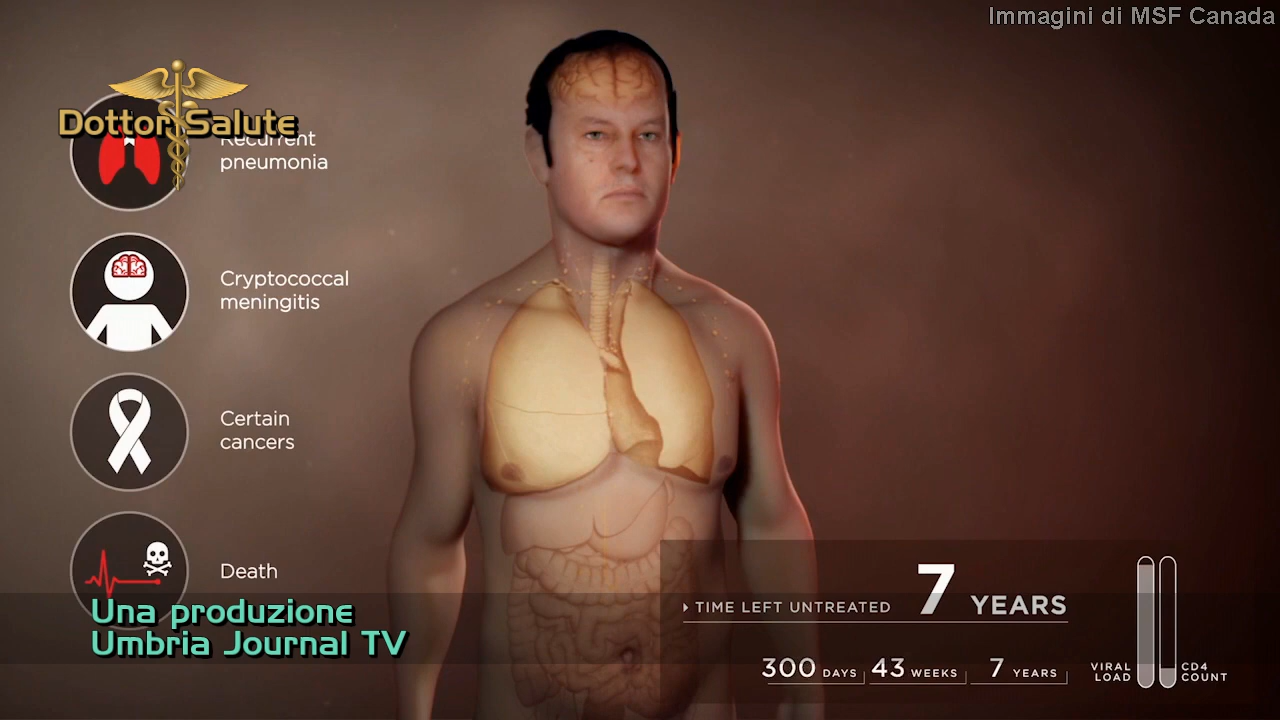 Immagini di MSF Canada
Dottor Salute
Recurrent
pneumonia
Cryptococcal
meningitis
Certain
cancers
Death
Una produzione
Umbria Journal TV
TIME LEFT UNTREATED 7 YEARS
300 DAYS 43 WEEKS 7 YEARS
VIRAL
LOAD
CD4
COUNT